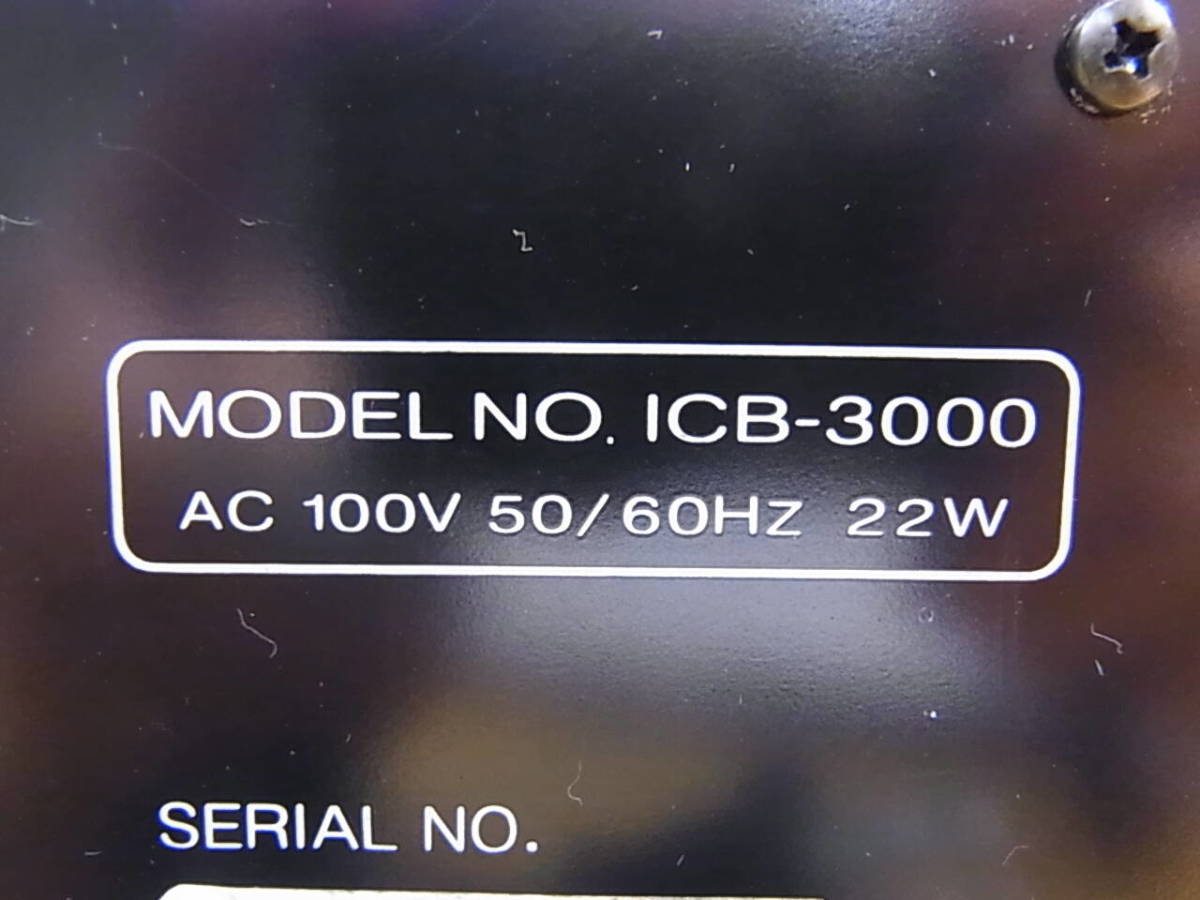 MODEL NO. ICB-3000
AC 100V 50/60Hz 22W
SERIAL NO.